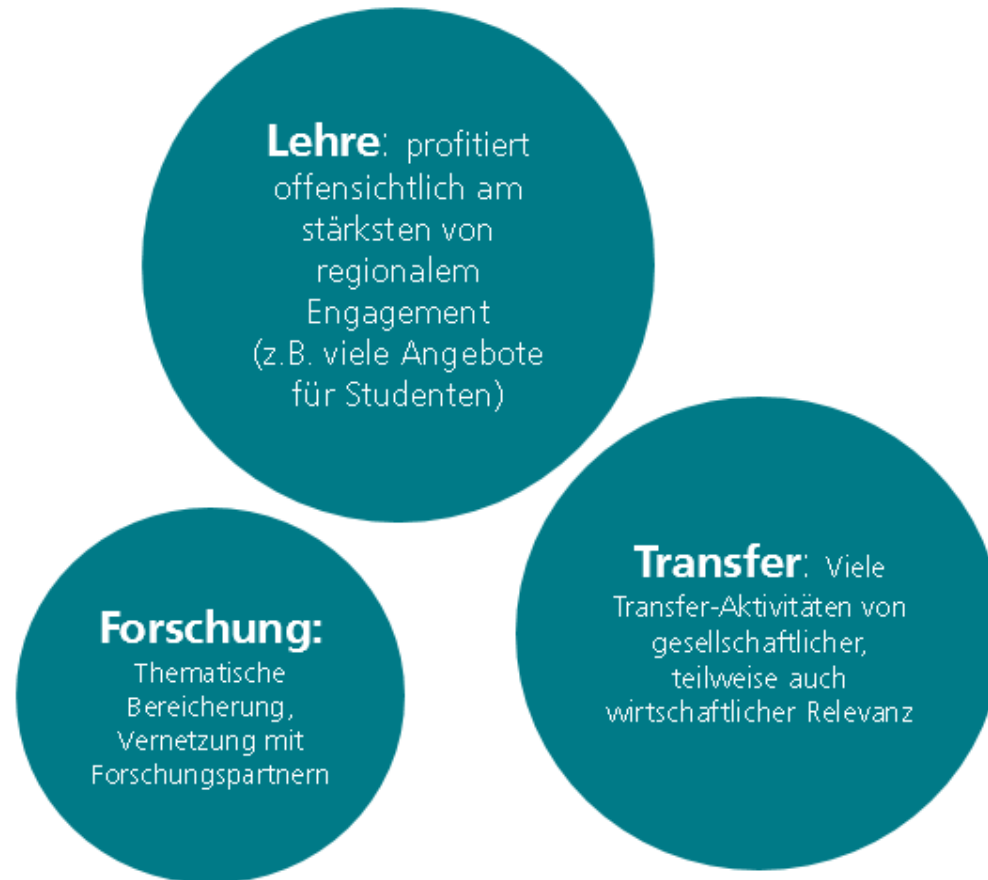 Lehre: profitiert
offensichtlich am
stärksten von
regionalem
Engagement
(z.B. viele Angebote
für Studenten)
Forschung:
Thematische
Bereicherung,
Vernetzung mit
Forschungspartnern
Transfer: Viele
Transfer-Aktivitäten von
gesellschaftlicher,
teilweise auch
wirtschaftlicher Relevanz